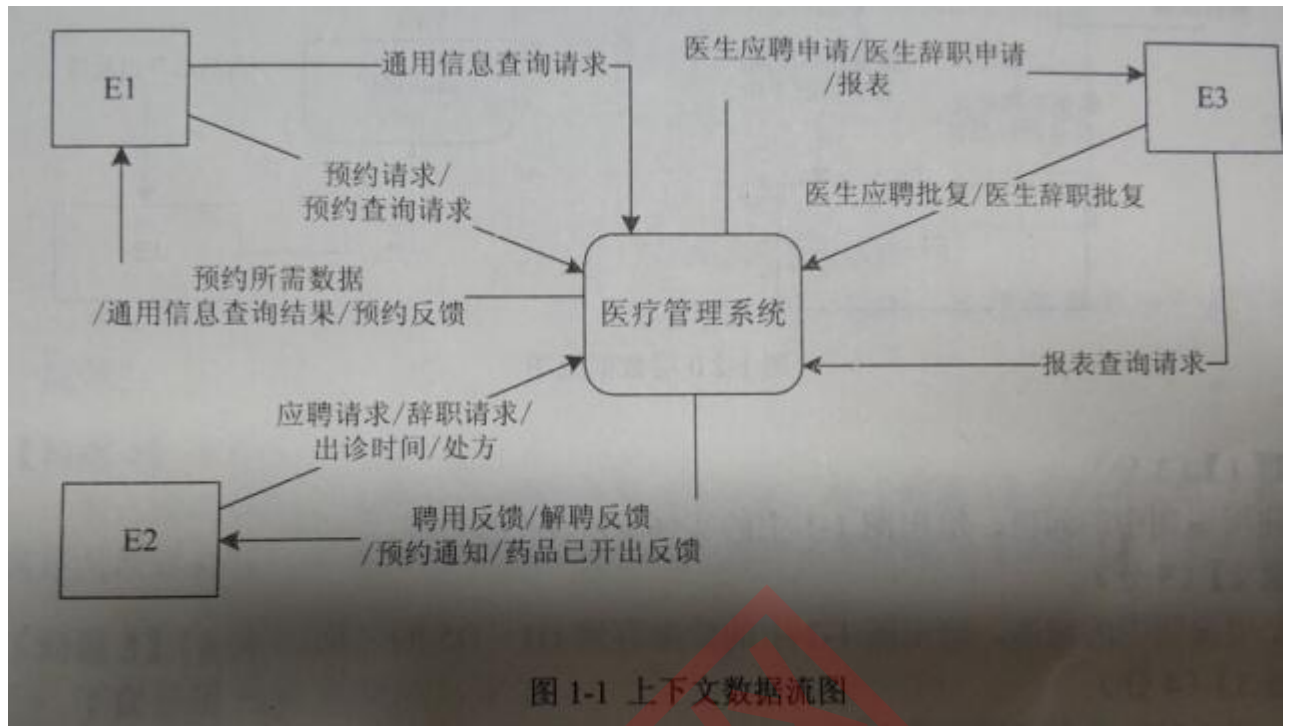 E1
通用信息查询请求
医生应聘申请/医生辞职申请
/报表
E3
预约请求/
预约查询请求
医生应聘批复/医生辞职批复
预约所需数据
/通用信息查询结果/预约反馈
医疗管理系统
报表查询请求
应聘请求/辞职请求/
出诊时间/处方
E2
聘用反馈/解聘反馈
/预约通知/药品已开出反馈
图 1-1 上下文数据流图